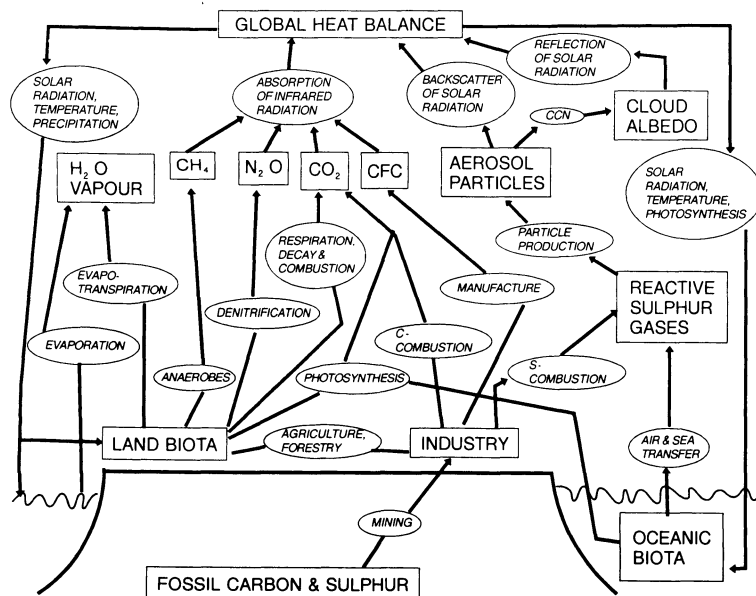 GLOBAL HEAT BALANCE
SOLAR
RADIATION,
TEMPERATURE,
PRECIPITATION
ABSORPTION
OF INFRARED
RADIATION
BACKSCATTER
OF SOLAR
RADIATION
REFLECTION
OF SOLAR
RADIATION
CCN
CLOUD
ALBEDO
H₂O
VAPOUR
CH₄
N₂O
CO₂
CFC
AEROSOL
PARTICLES
SOLAR
RADIATION,
TEMPERATURE,
PHOTOSYNTHESIS
RESPIRATION,
DECAY &
COMBUSTION
PARTICLE
PRODUCTION
EVAPO-
TRANSPIRATION
DENITRIFICATION
MANUFACTURE
REACTIVE
SULPHUR
GASES
EVAPORATION
C-
COMBUSTION
ANAEROBES
PHOTOSYNTHESIS
S-
COMBUSTION
LAND BIOTA
AGRICULTURE,
FORESTRY
INDUSTRY
AIR & SEA
TRANSFER
MINING
OCEANIC
BIOTA
FOSSIL CARBON & SULPHUR